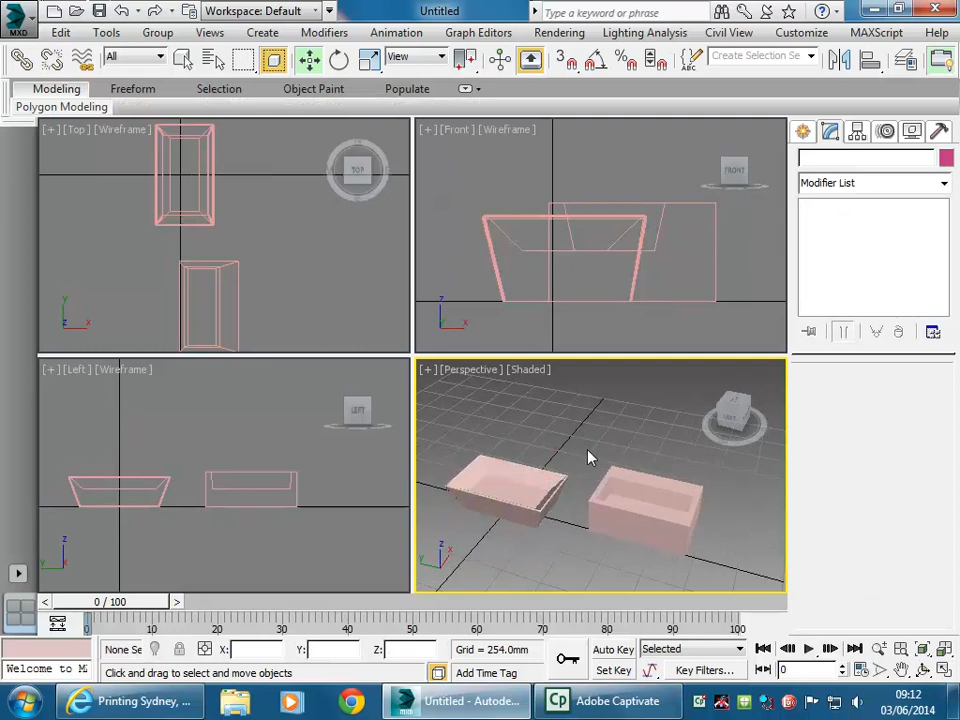 MXD
Workspace: Default
Untitled
Type a keyword or phrase
Edit Tools Group Views Create Modifiers Animation Graph Editors Rendering Lighting Analysis Civil View Customize MAXScript Help
All
View
3
%
ABC
Create Selection Se
Modeling Freeform Selection Object Paint Populate
Polygon Modeling
[+] [Top] [Wireframe]
TOP
y
z x
[+] [Front] [Wireframe]
FRONT
z
y x
Modifier List
[+] [Left] [Wireframe]
LEFT
z
y x
[+] [Perspective] [Shaded]
z
y x
< 0 / 100 >
0 10 20 30 40 50 60 70 80 90 100
None Se X: Y: Z: Grid = 254.0mm Auto Key Selected
Welcome to M Click and drag to select and move objects Add Time Tag Set Key Key Filters... 0
Printing Sydney, ...
Untitled - Autode...
Cp Adobe Captivate
09:12
03/06/2014